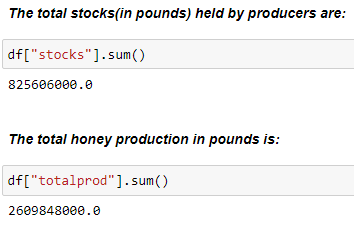 The total stocks(in pounds) held by producers are:
df["stocks"].sum()
825606000.0
The total honey production in pounds is:
df["totalprod"].sum()
2609848000.0